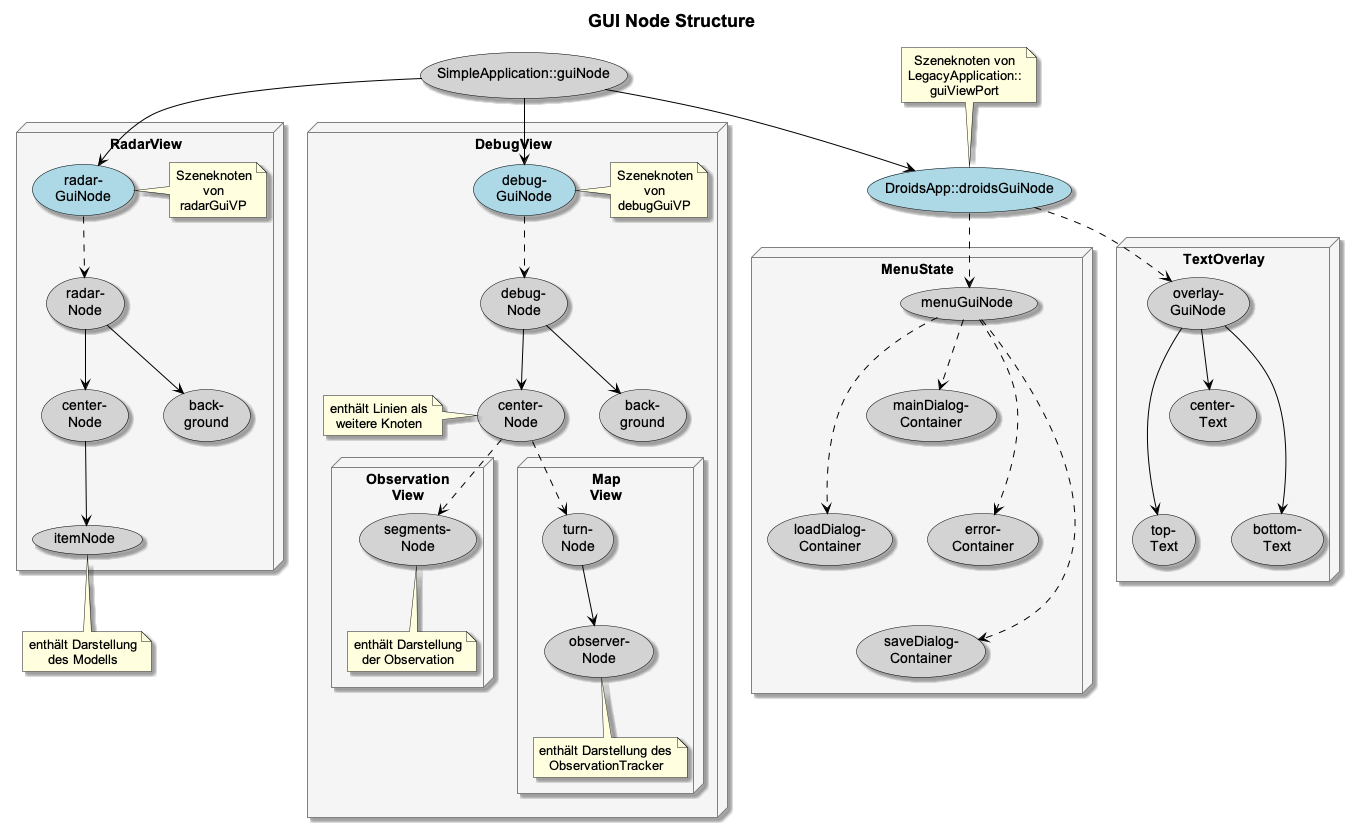 GUI Node Structure
SimpleApplication::guiNode
Szeneknoten von
LegacyApplication::
guiViewPort
RadarView
radar-
GuiNode
Szeneknoten
von
radarGuiVP
radar-
Node
center-
Node
back-
ground
itemNode
enthält Darstellung
des Modells
DebugView
debug-
GuiNode
Szeneknoten
von
debugGuiVP
debug-
Node
enthält Linien als
weitere Knoten
center-
Node
back-
ground
Observation
View
segments-
Node
enthält Darstellung
der Observation
Map
View
turn-
Node
observer-
Node
enthält Darstellung des
ObservationTracker
DroidsApp::droidsGuiNode
MenuState
menuGuiNode
mainDialog-
Container
loadDialog-
Container
error-
Container
saveDialog-
Container
TextOverlay
overlay-
GuiNode
center-
Text
top-
Text
bottom-
Text